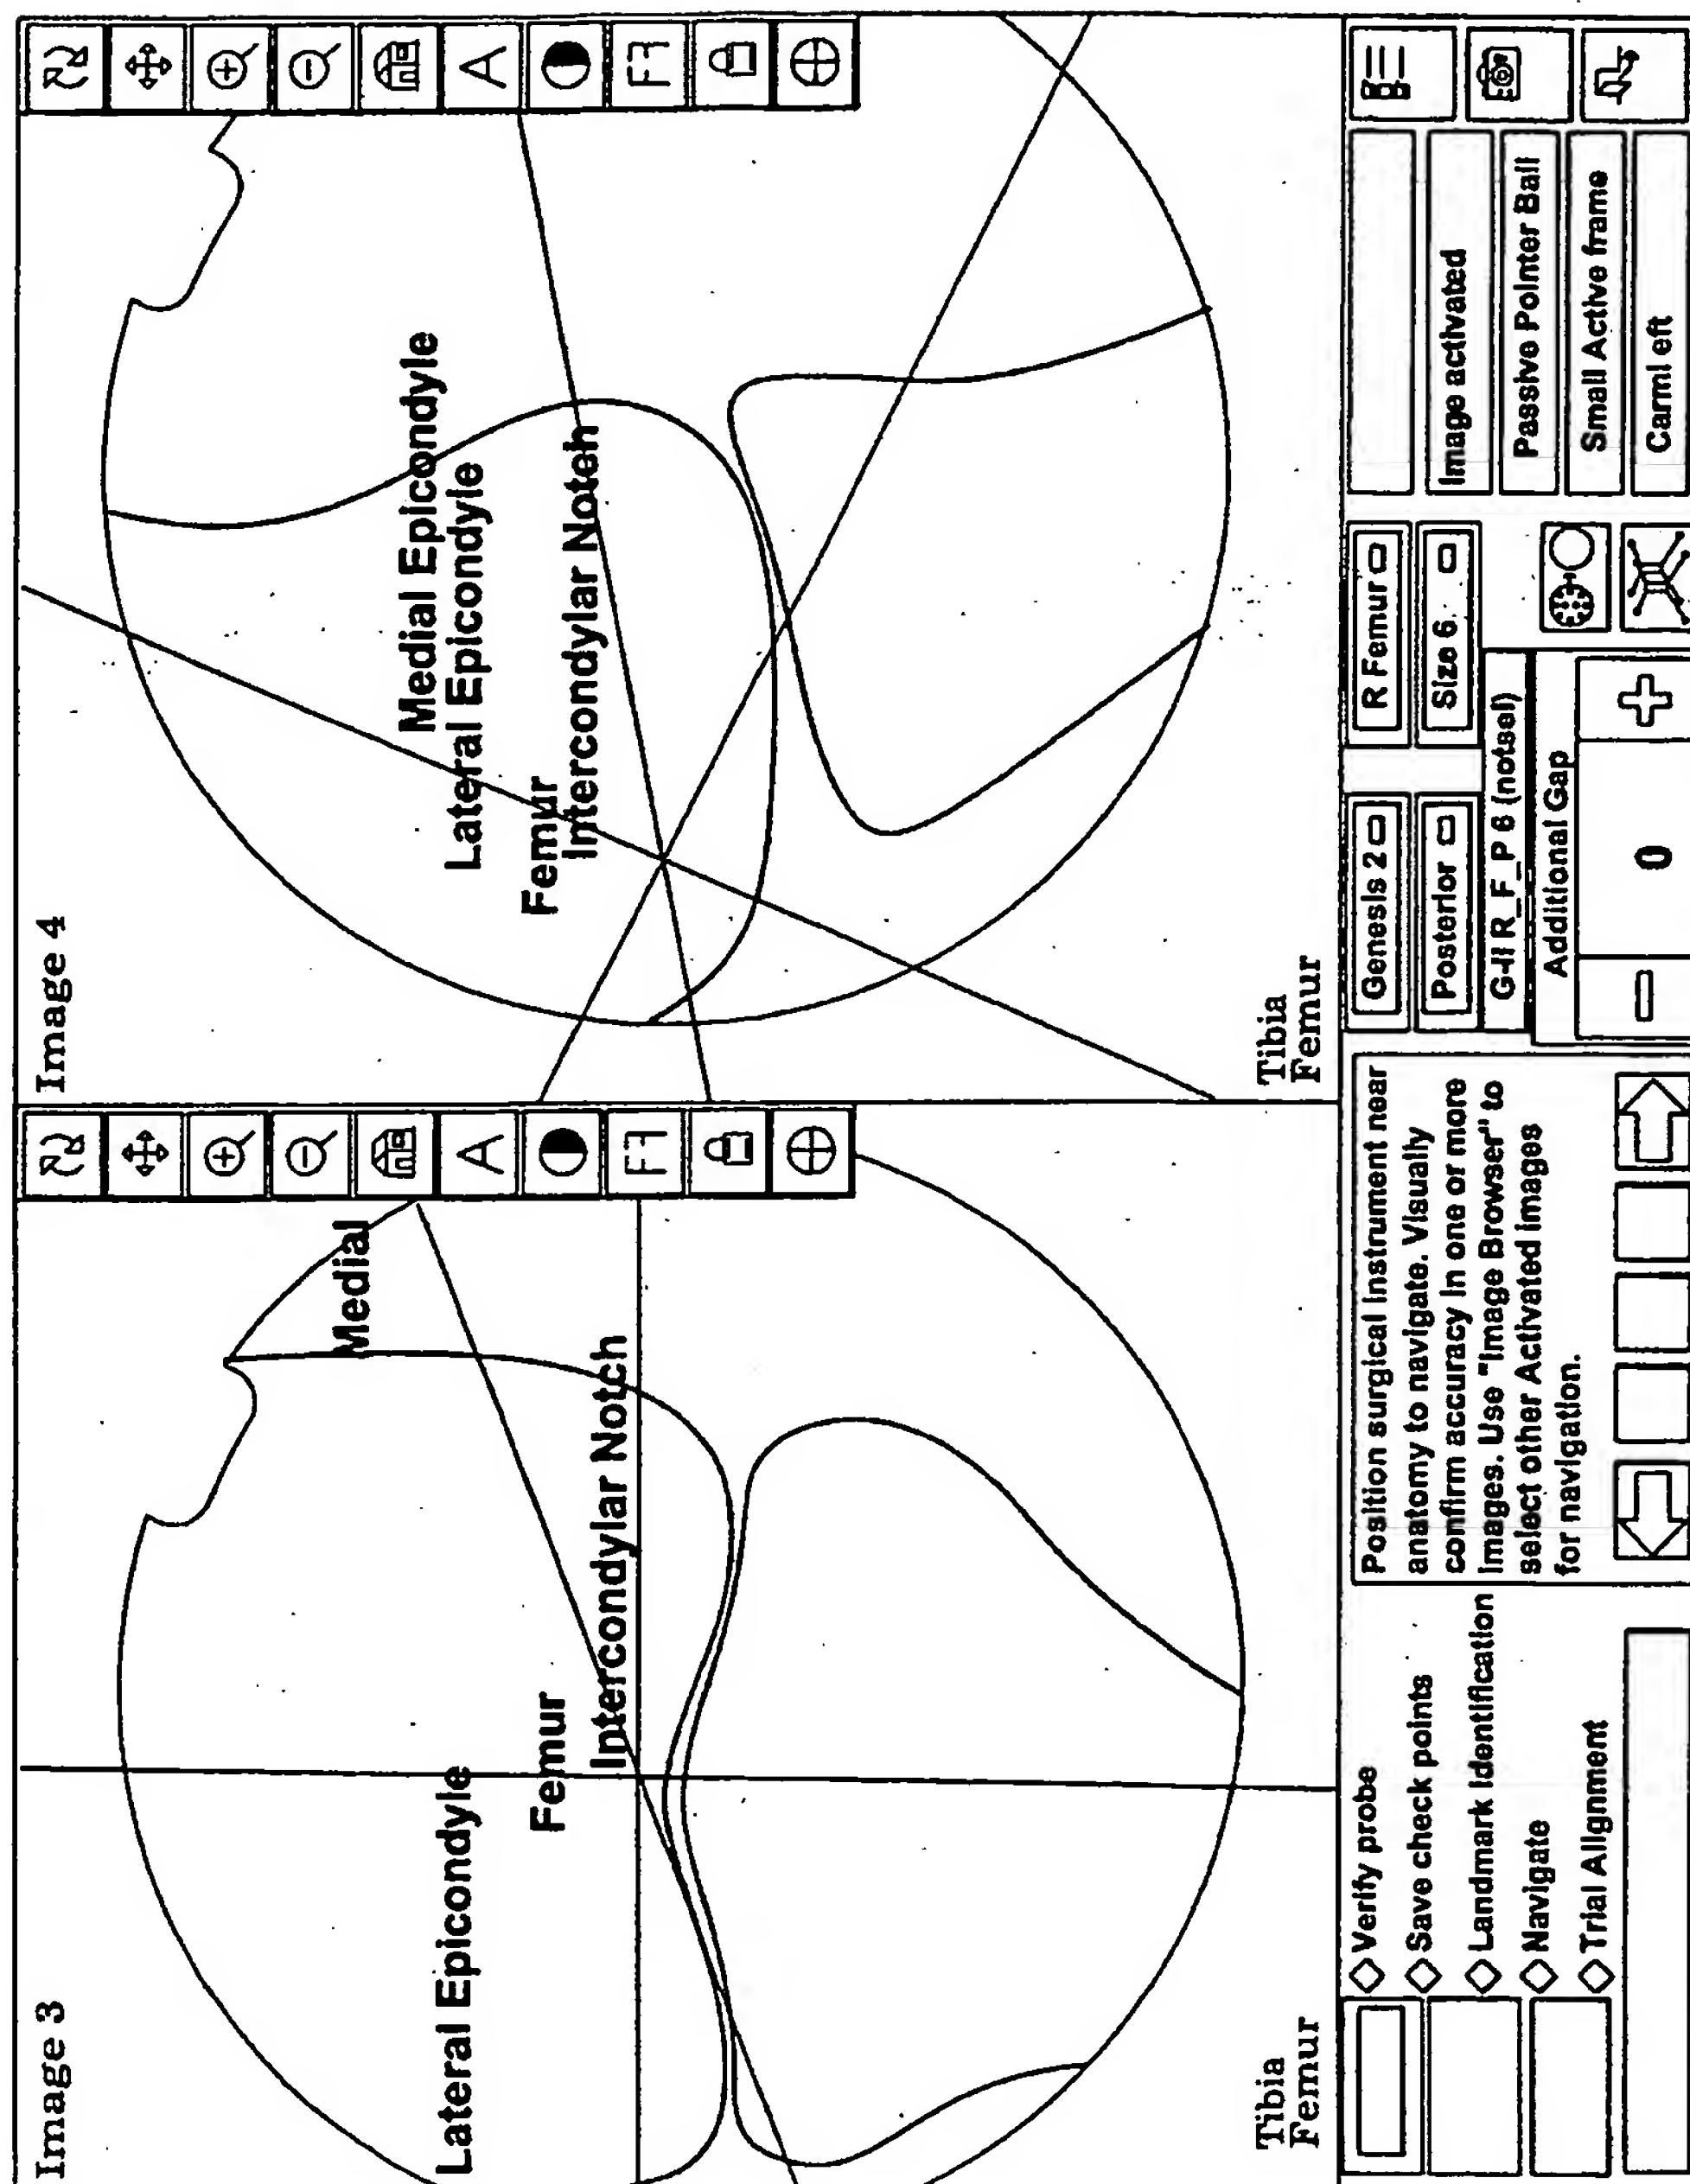 Image 3
Medial
Lateral Epicondyle
Femur
Intercondylar Notch
Tibia
Femur
A
Image 4
Medial Epicondyle
Lateral Epicondyle
Femur
Intercondylar Notch
Tibia
Femur
A
Verify probe
Save check points
Landmark Identification
Navigate
Trial Alignment
Position surgical instrument near
anatomy to navigate. Visually
confirm accuracy in one or more
images. Use "Image Browser" to
select other Activated images
for navigation.
Genesis 2
R Femur
Posterior
Size 6.
G-II R_F_P 6 (notsel)
Additional Gap
0
Image activated
Passive Pointer Ball
Small Active frame
Carml eft